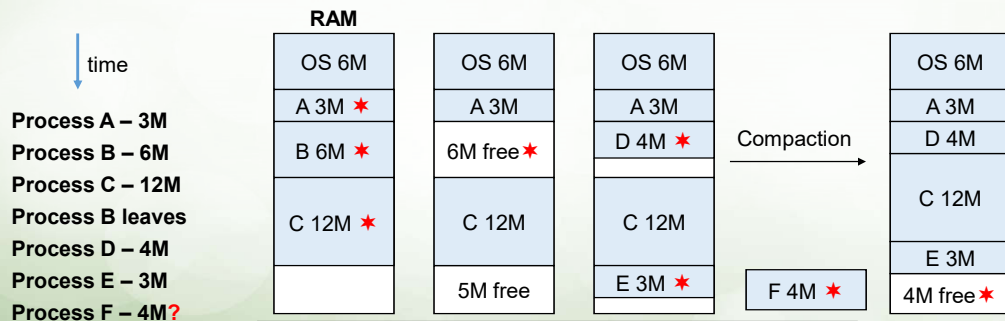 RAM
time
Process A – 3M
Process B – 6M
Process C – 12M
Process B leaves
Process D – 4M
Process E – 3M
Process F – 4M?
OS 6M
A 3M
B 6M
C 12M
OS 6M
A 3M
6M free
C 12M
5M free
OS 6M
A 3M
D 4M
C 12M
E 3M
Compaction
F 4M
OS 6M
A 3M
D 4M
C 12M
E 3M
4M free